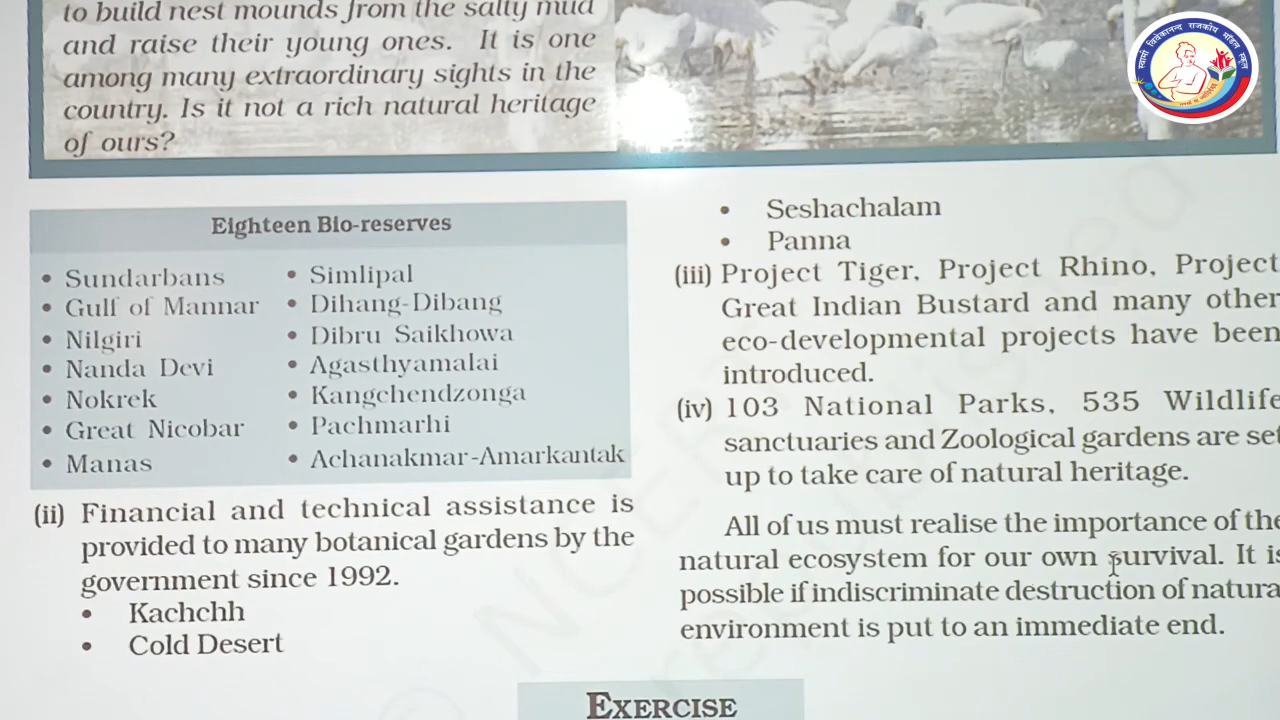 to build nest mounds from the salty mud
and raise their young ones. It is one
among many extraordinary sights in the
country. Is it not a rich natural heritage
of ours?
स्वामी विवेकानन्द राजकीय मॉडल स्कूल
Eighteen Bio-reserves
• Sundarbans
• Gulf of Mannar
• Nilgiri
• Nanda Devi
• Nokrek
• Great Nicobar
• Manas
• Simlipal
• Dihang-Dibang
• Dibru Saikhowa
• Agasthyamalai
• Kangchendzonga
• Pachmarhi
• Achanakmar-Amarkantak
(ii) Financial and technical assistance is
provided to many botanical gardens by the
government since 1992.
• Kachchh
• Cold Desert
• Seshachalam
• Panna
(iii) Project Tiger, Project Rhino, Project
Great Indian Bustard and many other
eco-developmental projects have been
introduced.
(iv) 103 National Parks, 535 Wildlife
sanctuaries and Zoological gardens are set
up to take care of natural heritage.
All of us must realise the importance of the
natural ecosystem for our own survival. It is
possible if indiscriminate destruction of natura
environment is put to an immediate end.
EXERCISE